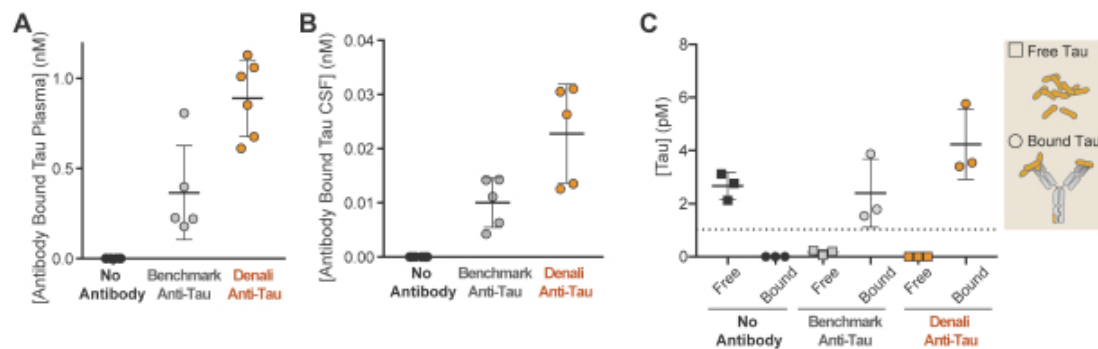 A
[Antibody Bound Tau Plasma] (nM)
1.0
0.5
0.0
No
Antibody
Benchmark
Anti-Tau
Denali
Anti-Tau
B
[Antibody Bound Tau CSF] (nM)
0.04
0.03
0.02
0.01
0.00
No
Antibody
Benchmark
Anti-Tau
Denali
Anti-Tau
C
[Tau] (pM)
8
6
4
2
0
Free
Bound
Free
Bound
Free
Bound
No
Antibody
Benchmark
Anti-Tau
Denali
Anti-Tau
Free Tau
Bound Tau